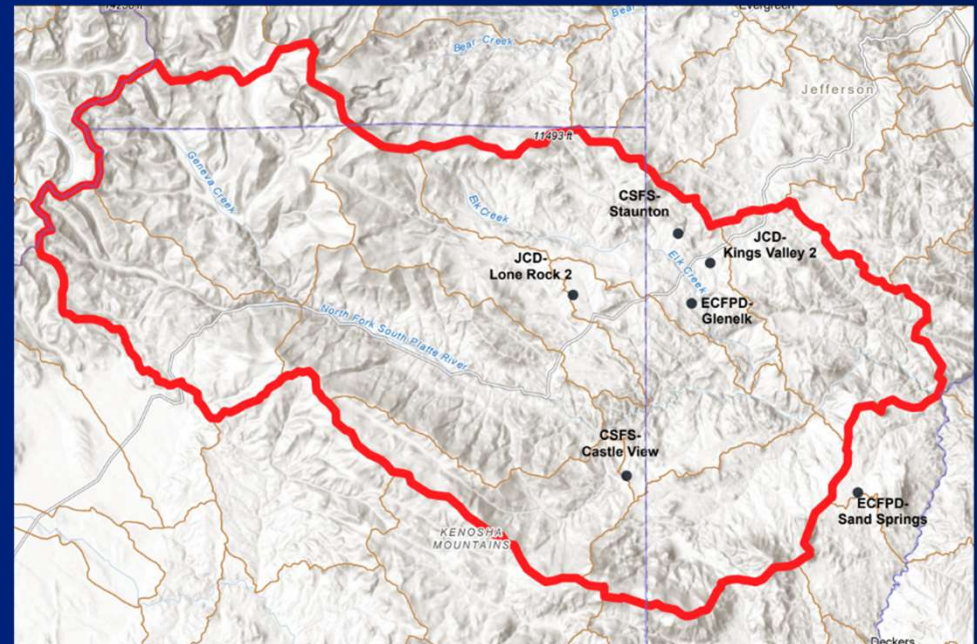 Evergreen
Bear Creek
Jefferson
11493 ft
Geneva Creek
CSFS-
Staunton
Elk Creek
JCD-
Kings Valley 2
JCD-
Lone Rock 2
Elk Creek
ECFPD-
Glenelk
North Fork South Platte River
CSFS-
Castle View
ECFPD-
Sand Springs
KENOSHA
MOUNTAINS
Deckers